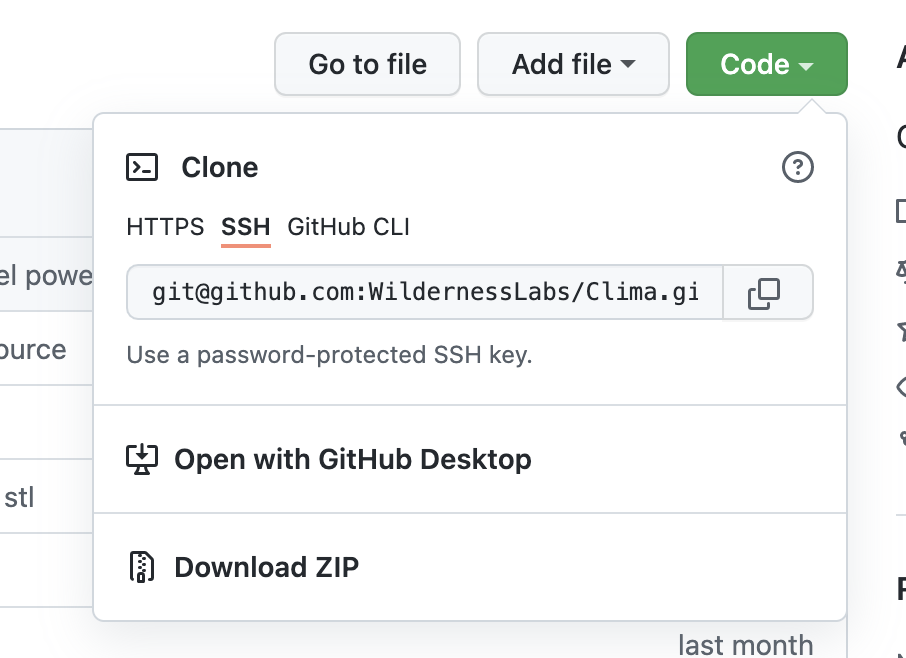 Go to file
Add file
Code
Clone
HTTPS SSH GitHub CLI
git@github.com:WildernessLabs/Clima.gi
Use a password-protected SSH key.
Open with GitHub Desktop
Download ZIP
el powe
ource
stl
last month